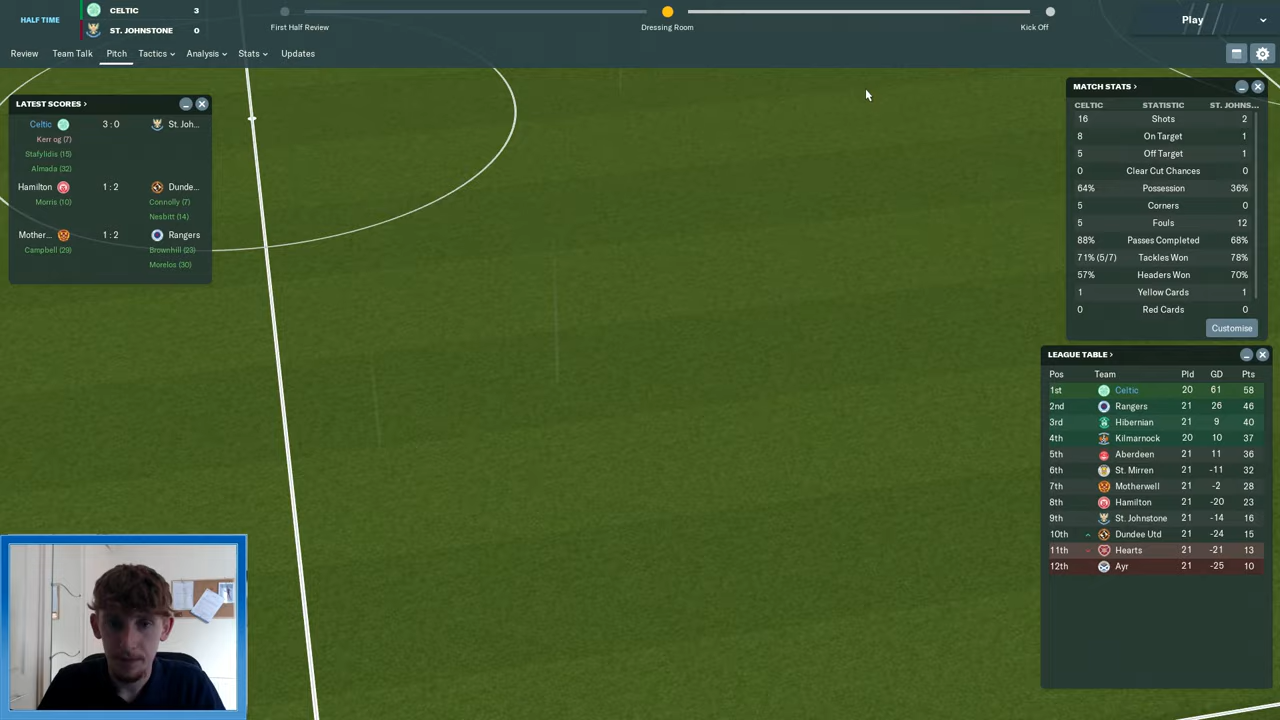 HALF TIME
CELTIC 3
ST. JOHNSTONE 0
First Half Review
Dressing Room
Kick Off
Play
Review Team Talk Pitch Tactics Analysis Stats Updates
LATEST SCORES >
Celtic 3 : 0 St. Joh...
Kerr og (7)
Stafylidis (15)
Almada (32)
Hamilton 1 : 2 Dunde...
Morris (10) Connolly (7)
Nesbitt (14)
Mother... 1 : 2 Rangers
Campbell (29) Brownhill (23)
Morelos (30)
MATCH STATS >
CELTIC STATISTIC ST. JOHNS...
16 Shots 2
8 On Target 1
5 Off Target 1
0 Clear Cut Chances 0
64% Possession 36%
5 Corners 0
5 Fouls 12
88% Passes Completed 68%
71% (5/7) Tackles Won 78%
57% Headers Won 70%
1 Yellow Cards 1
0 Red Cards 0
Customise
LEAGUE TABLE >
Pos Team Pld GD Pts
1st Celtic 20 61 58
2nd Rangers 21 26 46
3rd Hibernian 21 9 40
4th Kilmarnock 20 10 37
5th Aberdeen 21 11 36
6th St. Mirren 21 -11 32
7th Motherwell 21 -2 28
8th Hamilton 21 -20 23
9th St. Johnstone 21 -14 16
10th Dundee Utd 21 -24 15
11th Hearts 21 -21 13
12th Ayr 21 -25 10